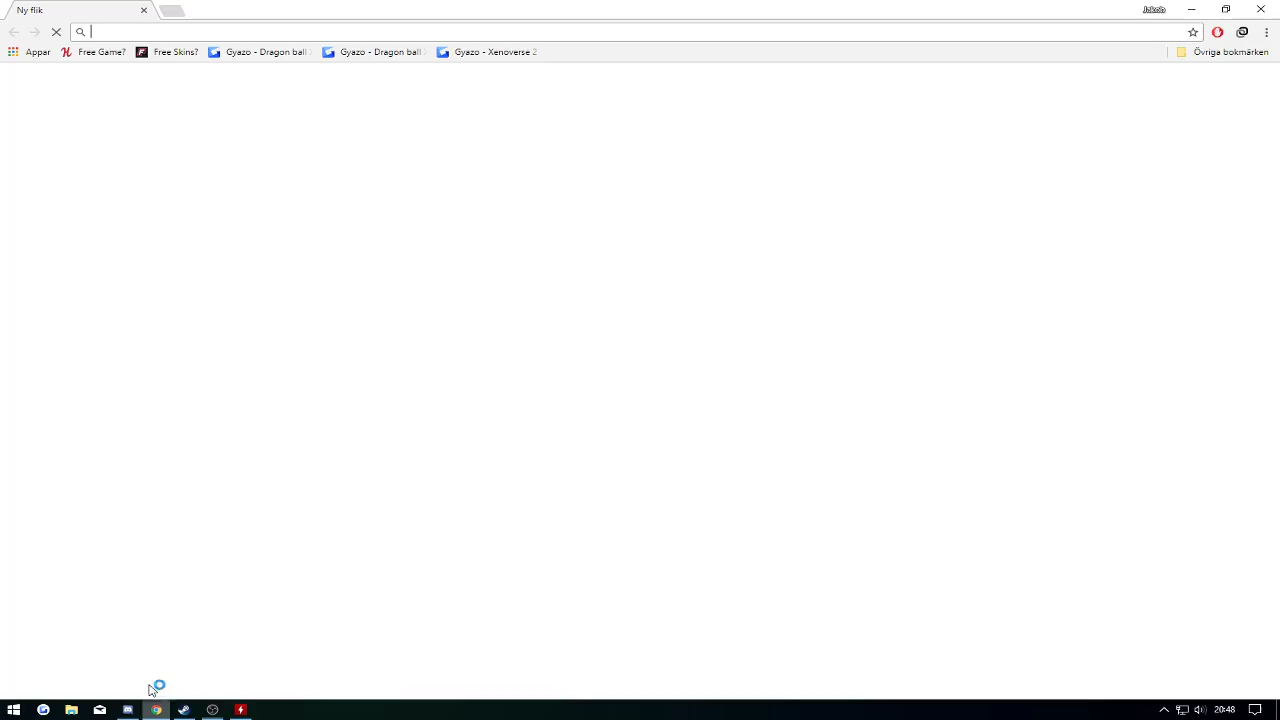 Ny flik
Jakob
Appar Free Game? Free Skins? Gyazo - Dragon ball Gyazo - Dragon ball Gyazo - Xenoverse 2 Övriga bokmärken
20:48